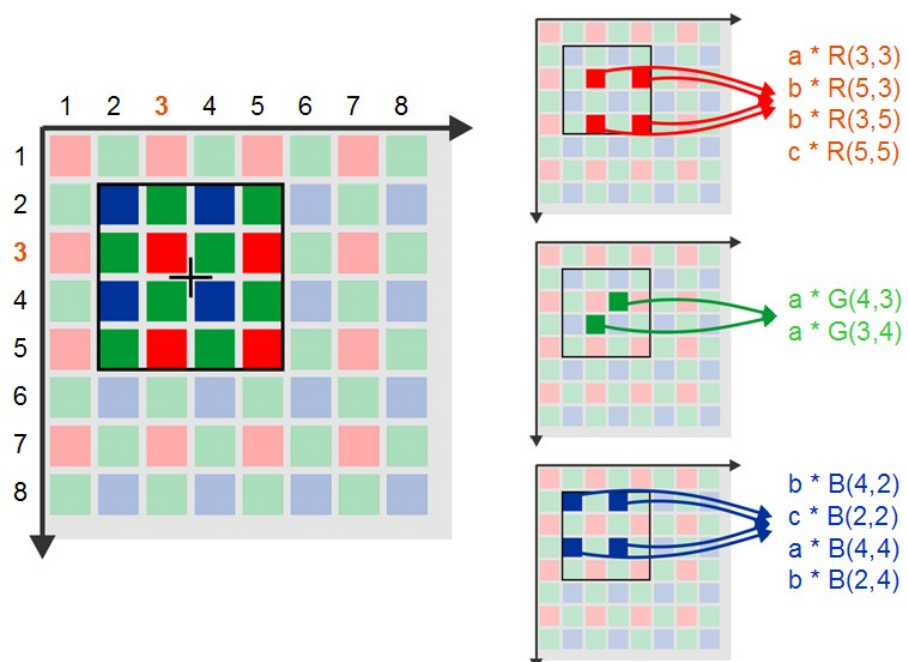 1 2 3 4 5 6 7 8
1
2
3
4
5
6
7
8
a * R(3,3)
b * R(5,3)
b * R(3,5)
c * R(5,5)
a * G(4,3)
a * G(3,4)
b * B(4,2)
c * B(2,2)
a * B(4,4)
b * B(2,4)